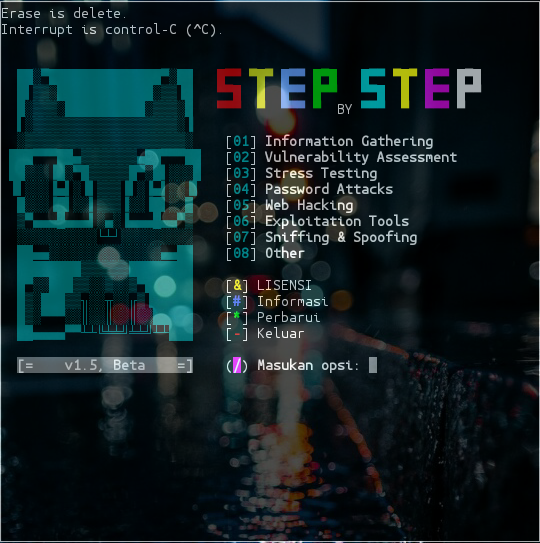 Erase is delete.
Interrupt is control-C (^C).
STEP BY STEP
[01] Information Gathering
[02] Vulnerability Assessment
[03] Stress Testing
[04] Password Attacks
[05] Web Hacking
[06] Exploitation Tools
[07] Sniffing & Spoofing
[08] Other
[&] LISENSI
[#] Informasi
[*] Perbarui
[-] Keluar
[= v1.5, Beta =]
(/) Masukan opsi: